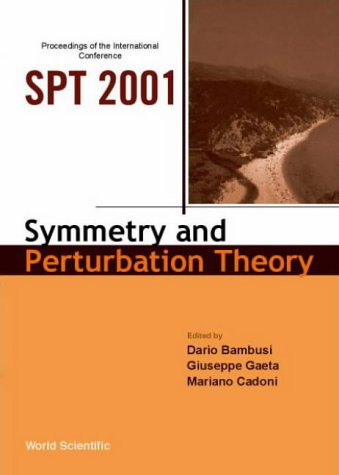 Proceedings of the International
Conference
SPT 2001
Symmetry and
Perturbation Theory
Edited by
Dario Bambusi
Giuseppe Gaeta
Mariano Cadoni
World Scientific